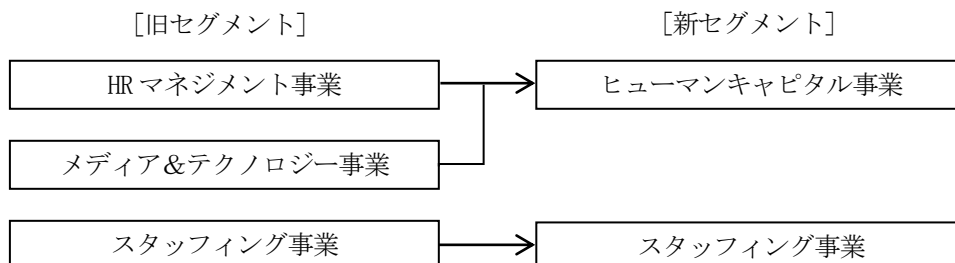 [旧セグメント] [新セグメント]
HR マネジメント事業 ヒューマンキャピタル事業
メディア&テクノロジー事業
スタッフィング事業 スタッフィング事業